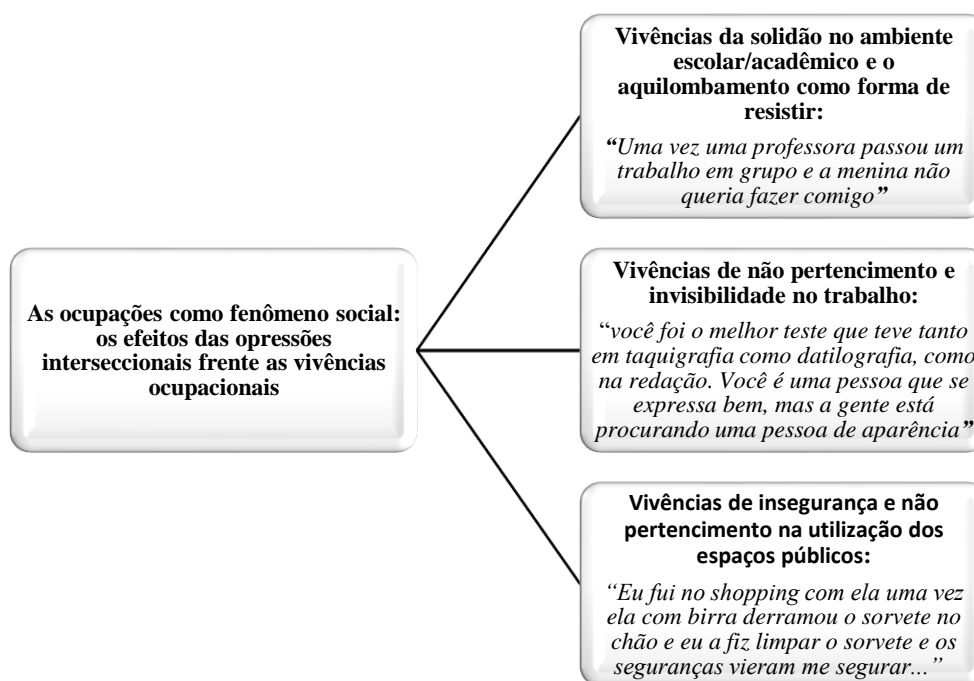 Vivências da solidão no ambiente
escolar/acadêmico e o
aquilombamento como forma de
resistir:
“Uma vez uma professora passou um
trabalho em grupo e a menina não
queria fazer comigo”
As ocupações como fenômeno social:
os efeitos das opressões
interseccionais frente as vivências
ocupacionais
Vivências de não pertencimento e
invisibilidade no trabalho:
“você foi o melhor teste que teve tanto
em taquigrafia como datilografia, como
na redação. Você é uma pessoa que se
expressa bem, mas a gente está
procurando uma pessoa de aparência”
Vivências de insegurança e não
pertencimento na utilização dos
espaços públicos:
“Eu fui no shopping com ela uma vez
ela com birra derramou o sorvete no
chão e eu a fiz limpar o sorvete e os
seguranças vieram me segurar...”